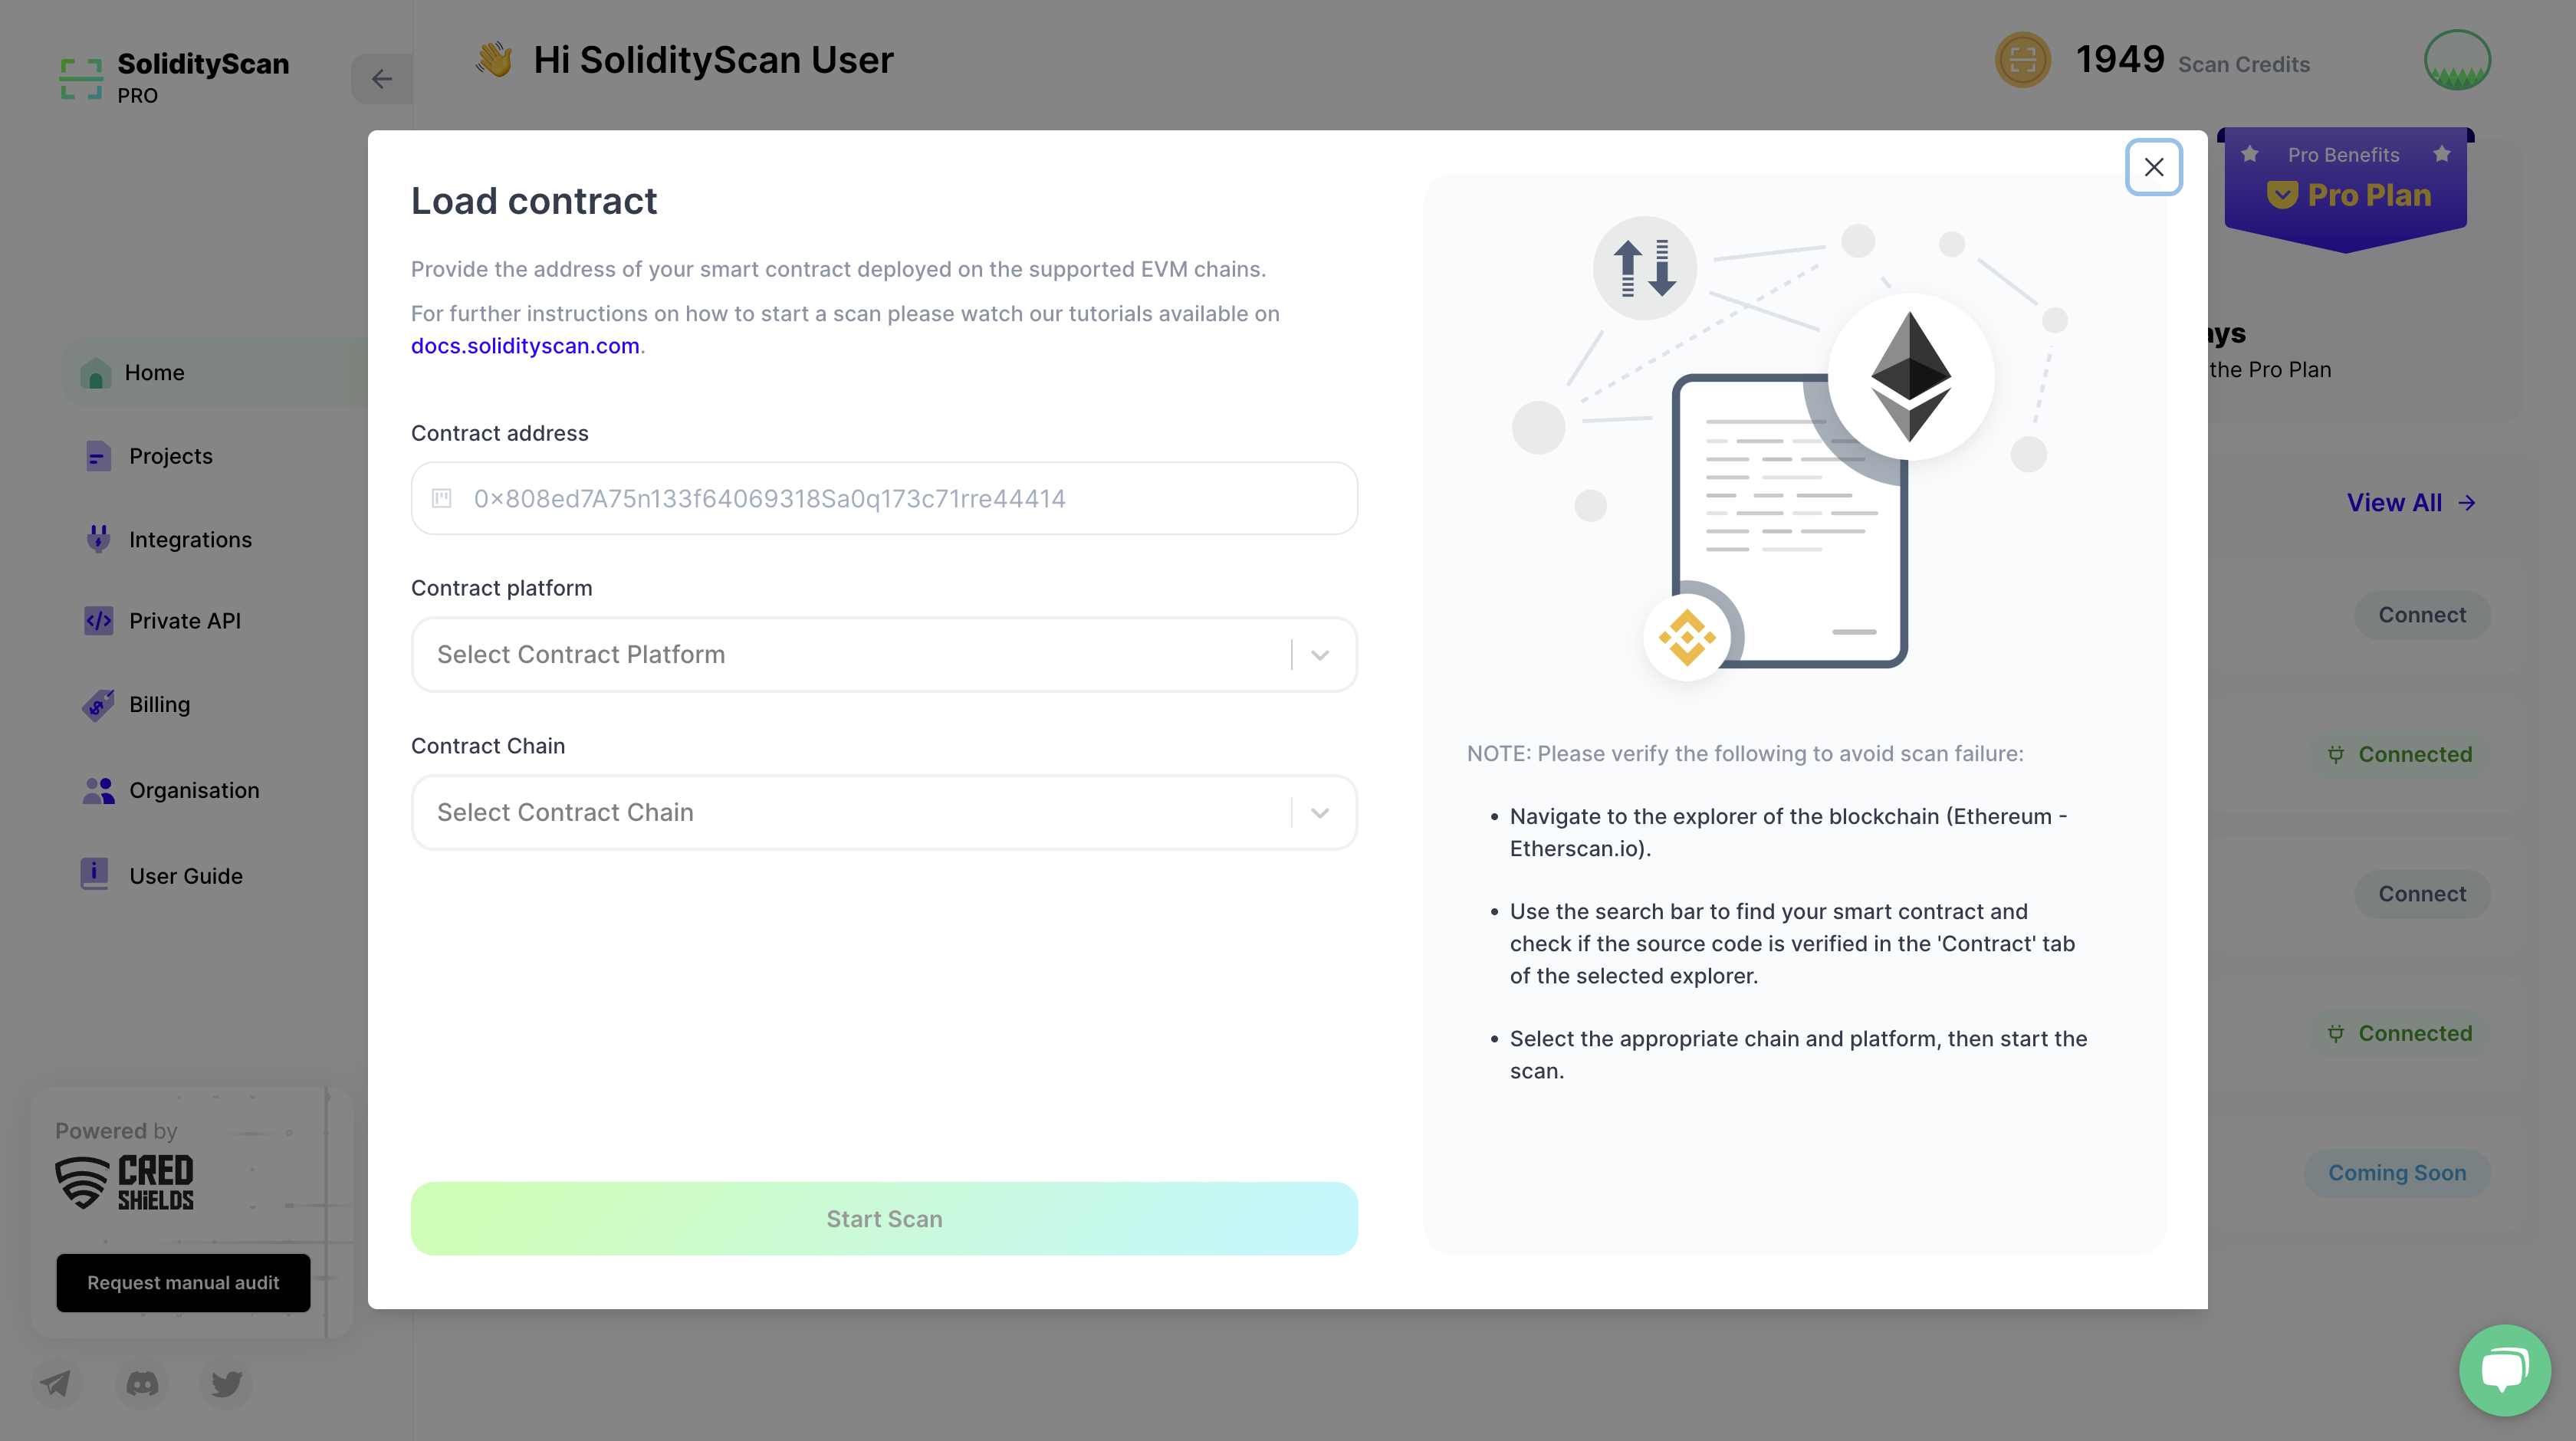 SolidityScan
PRO
👋 Hi SolidityScan User
1949 Scan Credits
Pro Benefits
Pro Plan
ays
the Pro Plan
Home
Projects
Integrations
Private API
Billing
Organisation
User Guide
Powered by
CRED
SHiELDS
Request manual audit
Load contract
Provide the address of your smart contract deployed on the supported EVM chains.
For further instructions on how to start a scan please watch our tutorials available on
docs.solidityscan.com.
Contract address
0×808ed7A75n133f64069318Sa0q173c71rre44414
Contract platform
Select Contract Platform
Contract Chain
Select Contract Chain
Start Scan
NOTE: Please verify the following to avoid scan failure:
• Navigate to the explorer of the blockchain (Ethereum -
Etherscan.io).
• Use the search bar to find your smart contract and
check if the source code is verified in the 'Contract' tab
of the selected explorer.
• Select the appropriate chain and platform, then start the
scan.
View All →
Connect
Connected
Connect
Connected
Coming Soon